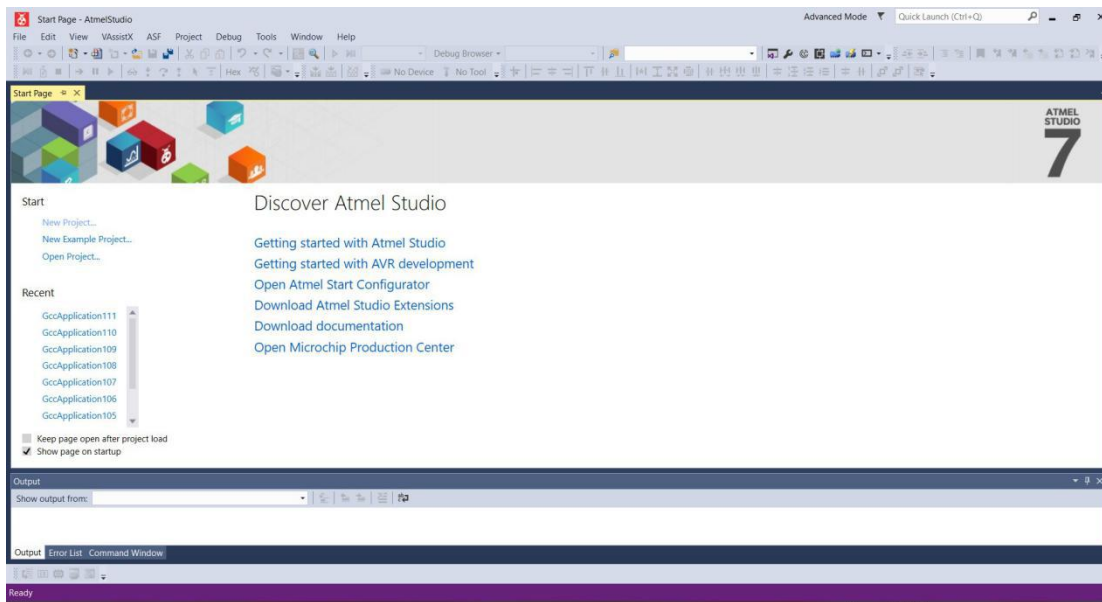 Start Page - AtmelStudio
Advanced Mode
Quick Launch (Ctrl+Q)
File Edit View VAssistX ASF Project Debug Tools Window Help
Debug Browser
Hex
No Device
No Tool
Start Page
ATMEL
STUDIO
7
Start
New Project...
New Example Project...
Open Project...
Recent
GccApplication111
GccApplication110
GccApplication109
GccApplication108
GccApplication107
GccApplication106
GccApplication105
Keep page open after project load
Show page on startup
Discover Atmel Studio
Getting started with Atmel Studio
Getting started with AVR development
Open Atmel Start Configurator
Download Atmel Studio Extensions
Download documentation
Open Microchip Production Center
Output
Show output from:
Output Error List Command Window
Ready